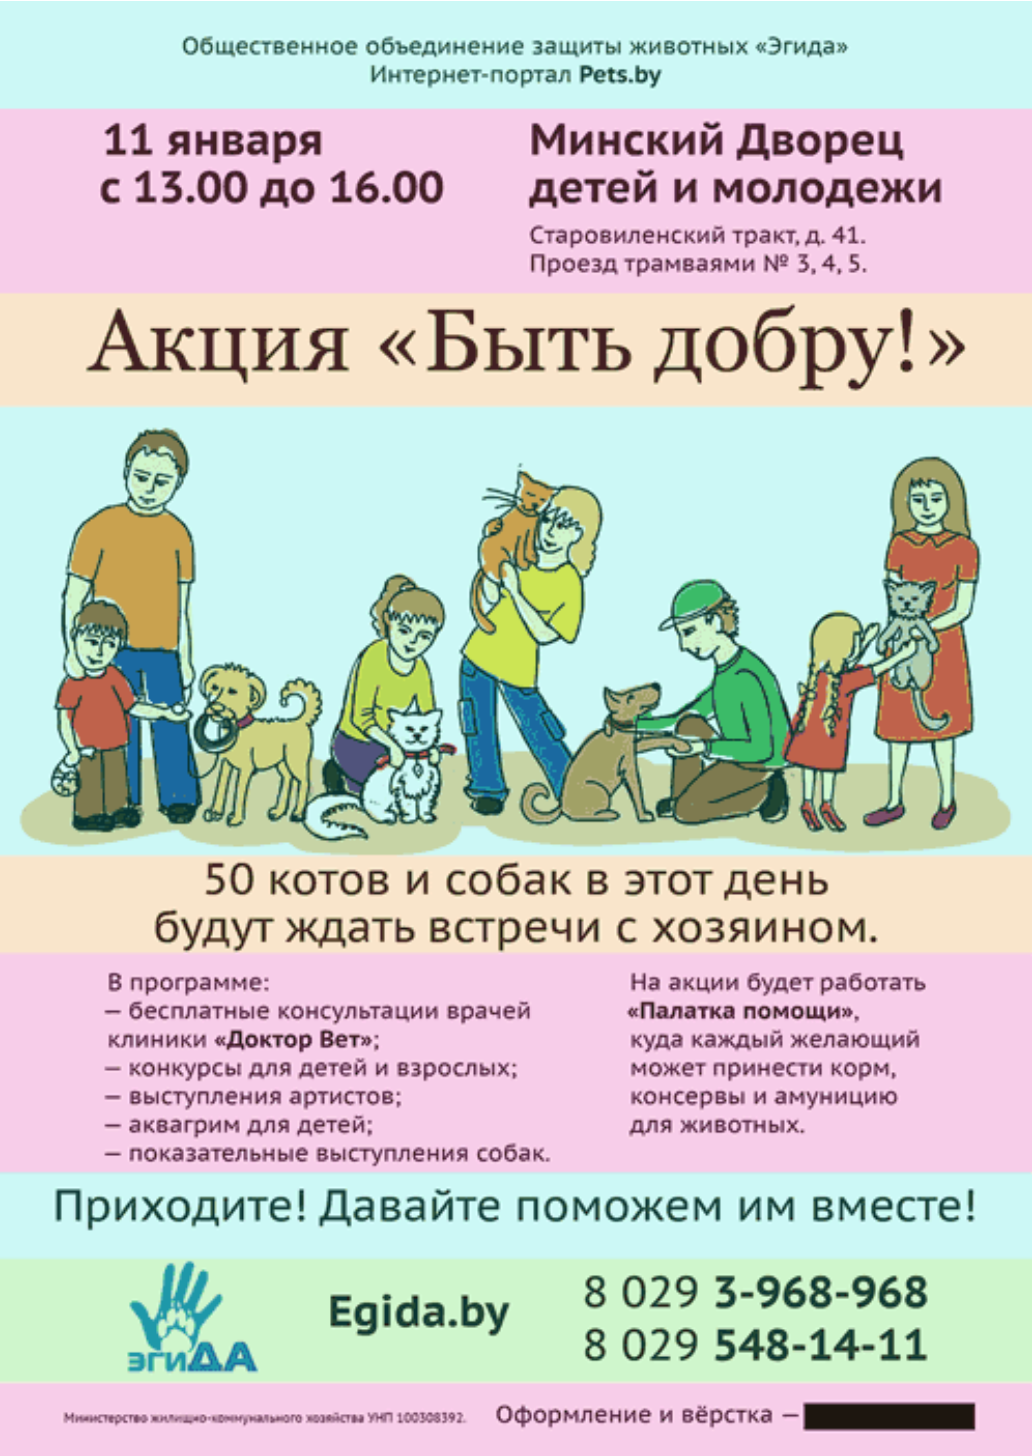 Общественное объединение защиты животных «Эгида»
Интернет-портал Pets.by
11 января
с 13.00 до 16.00
Минский Дворец
детей и молодежи
Старовиленский тракт, д. 41.
Проезд трамваями № 3, 4, 5.
Акция «Быть добру!»
50 котов и собак в этот день
будут ждать встречи с хозяином.
В программе:
— бесплатные консультации врачей
клиники «Доктор Вет»;
— конкурсы для детей и взрослых;
— выступления артистов;
— аквагрим для детей;
— показательные выступления собак.
На акции будет работать
«Палатка помощи»,
куда каждый желающий
может принести корм,
консервы и амуницию
для животных.
Приходите! Давайте поможем им вместе!
эгиДА
Egida.by
8 029 3-968-968
8 029 548-14-11
Министерство жилищно-коммунального хозяйства УНП 100308392.
Оформление и вёрстка —